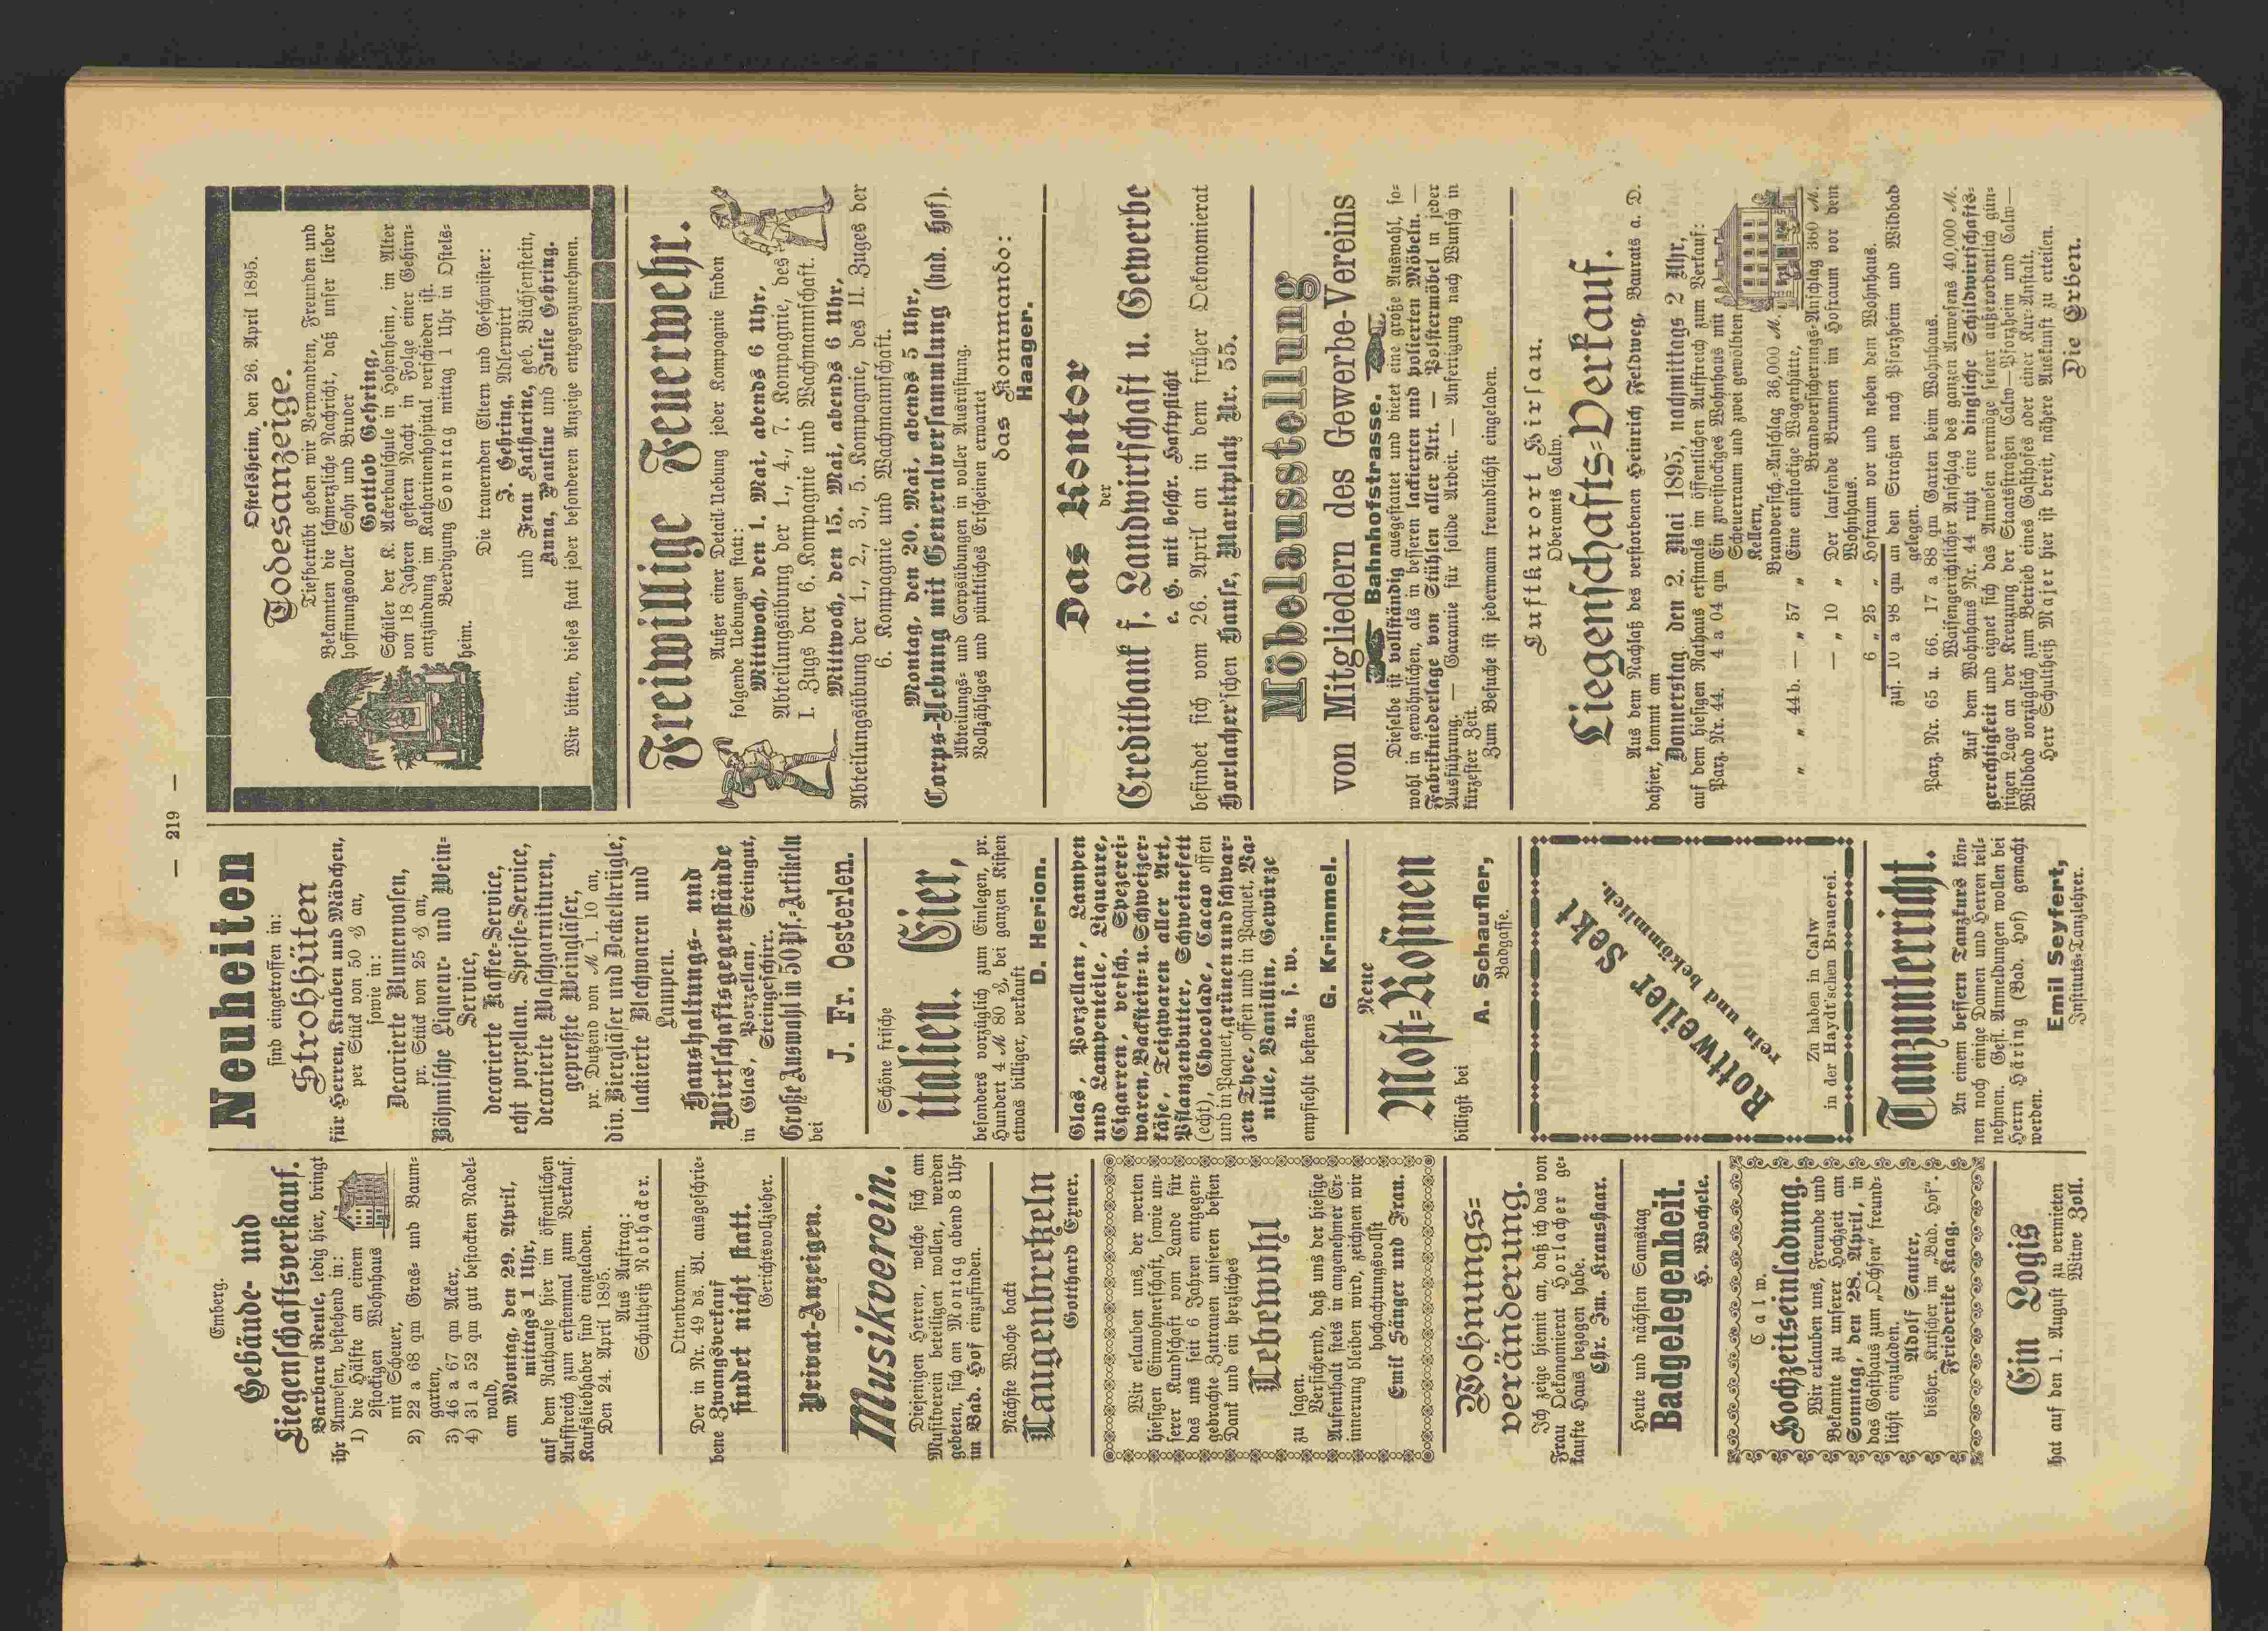 — 219 —
Emberg.
Gebäude- und
Liegenschaftsverkauf.
Barbara Reule, ledig hier, bringt
ihr Anwesen, bestehend in:
1) die Hälfte an einem
2stockigen Wohnhaus
mit Scheuer,
2) 22 a 68 qm Gras- und Baum-
garten,
3) 46 a 67 qm Acker,
4) 31 a 52 qm gut bestockten Nadel-
wald,
am Montag, den 29. April,
mittags 1 Uhr,
auf dem Rathause hier im öffentlichen
Aufstreich zum erstenmal zum Verkauf.
Kaufsliebhaber sind eingeladen.
Den 24. April 1895.
Aus Auftrag:
Schultheiß Rothacker.
Ottenbronn.
Der in Nr. 49 ds. Bl. ausgeschrie-
bene Zwangsverkauf
findet nicht statt.
Gerichtsvollzieher.
Privat-Anzeigen.
Musikverein.
Diejenigen Herren, welche sich am
Musikverein beteiligen wollen, werden
gebeten, sich am Montag abend 8 Uhr
im Bad. Hof einzufinden.
Nächste Woche backt
Laugenbretzeln
Gotthard Exner.
Wir erlauben uns, der werten
hiesigen Einwohnerschaft, sowie un-
serer Kundschaft vom Lande für
das uns seit 6 Jahren entgegen-
gebrachte Zutrauen unseren besten
Dank und ein herzliches
Lebewohl
zu sagen.
Versichernd, daß uns der hiesige
Aufenthalt stets in angenehmer Er-
innerung bleiben wird, zeichnen wir
hochachtungsvollst
Emil Sänger und Frau.
Wohnungs-
veränderung.
Ich zeige hiemit an, daß ich das von
Frau Oekonomierat Horlacher ge-
kaufte Haus bezogen habe.
Chr. Im. Kraushaar.
Heute und nächsten Samstag
Badgelegenheit.
H. Wochele.
Calw.
Hochzeitseinladung.
Wir erlauben uns, Freunde und
Bekannte zu unserer Hochzeit am
Sonntag, den 28. April, in
das Gasthaus zum „Ochsen“ freund-
lichst einzuladen.
Adolf Sauter,
bisher. Kutscher im „Bad. Hof“.
Friederike Kaag.
Ein Logis
hat auf den 1. August zu vermieten
Witwe Zoll.
Neuheiten
sind eingetroffen in:
Strohhüten
für Herren, Knaben und Mädchen,
per Stück von 50 ₰ an,
sowie in:
Decorierte Blumenvasen,
pr. Stück von 25 ₰ an,
Böhmische Liqueur- und Wein-
Service,
decorierte Kaffee-Service,
echt porzellan. Speise-Service,
decorierte Waschgarnituren,
gepreßte Weingläser,
pr. Dutzend von M 1. 10 an,
div. Biergläser und Deckelkrügle,
lakierte Blechwaren und
Lampen.
Haushaltungs- und
Wirtschaftsgegenstände
in Glas, Porzellan, Steingut,
Steingeschirr.
Große Auswahl in 50 Pf.-Artikeln
bei
J. Fr. Oesterlen.
Schöne frische
italien. Eier,
besonders vorzüglich zum Einlegen, pr.
Hundert 4 M 80 ₰, bei ganzen Kisten
etwas billiger, verkauft
D. Herion.
Glas, Porzellan, Lampen
und Lampenteile, Liqueure,
Cigarren, versch. Spezerei-
waren, Backstein- u. Schweizer-
käse, Teigwaren aller Art,
Pflanzenbutter, Schweinefett
(echt), Chocolade, Cacao offen
und in Paquet, grünen und schwar-
zen Thee, offen und in Paquet, Va-
nille, Vanillin, Gewürze
u. s. w.
empfiehlt bestens
G. Krimmel.
Neue
Most-Rosinen
billigst bei
A. Schaufler,
Badgasse.
Rottweiler Sekt
rein und bekömmlich.
Zu haben in Calw
in der Haydt'schen Brauerei.
Tanzunterricht.
An einem bessern Tanzkurs kön-
nen noch einige Damen und Herren teil-
nehmen. Gefl. Anmeldungen wollen bei
Herrn Häring (Bad. Hof) gemacht
werden.
Emil Seyfert,
Instituts-Tanzlehrer.
Ostelsheim, den 26. April 1895.
Todesanzeige.
Tiefbetrübt geben wir Verwandten, Freunden und
Bekannten die schmerzliche Nachricht, daß unser lieber
hoffnungsvoller Sohn und Bruder
Gottlob Gehring,
Schüler der K. Ackerbauschule in Hohenheim, im Alter
von 18 Jahren gestern Nacht in Folge einer Gehirn-
entzündung im Katharinenhospital verschieden ist.
Beerdigung Sonntag mittag 1 Uhr in Ostels-
heim.
Die trauernden Eltern und Geschwister:
J. Gehring, Adlerwirt
und Frau Katharine, geb. Büchsenstein,
Anna, Pauline und Julie Gehring.
Wir bitten, dieses statt jeder besonderen Anzeige entgegenzunehmen.
Freiwillige Feuerwehr.
Außer einer Detail-Uebung jeder Kompagnie finden
folgende Uebungen statt:
Mittwoch, den 1. Mai, abends 6 Uhr,
Abteilungsübung der 1., 4., 7. Kompagnie, des
I. Zugs der 6. Kompagnie und Wachmannschaft.
Mittwoch, den 15. Mai, abends 6 Uhr,
Abteilungsübung der 1., 2., 3., 5. Kompagnie, des II. Zuges der
6. Kompagnie und Wachmannschaft.
Montag, den 20. Mai, abends 5 Uhr,
Corps-Uebung mit Generalversammlung (bad. Hof).
Abteilungs- und Corpsübungen in voller Ausrüstung.
Vollzähliges und pünktliches Erscheinen erwartet
das Kommando:
Haager.
Das Kontor
der
Creditbank f. Landwirtschaft u. Gewerbe
e. G. mit beschr. Haftpflicht
befindet sich vom 26. April an in dem früher Oekonomierat
Horlacher'schen Hause, Marktplatz Nr. 55.
Möbelausstellung
von Mitgliedern des Gewerbe-Vereins
Bahnhofstrasse.
Dieselbe ist vollständig ausgestattet und bietet eine große Auswahl, so-
wohl in gewöhnlichen, als in besseren lackierten und polierten Möbeln. —
Fabrikniederlage von Stühlen aller Art. — Polstermöbel in jeder
Ausführung. — Garantie für solide Arbeit. — Anfertigung nach Wunsch in
kürzester Zeit.
Zum Besuche ist jedermann freundlichst eingeladen.
Luftkurort Hirsau.
Oberamts Calw.
Liegenschafts-Verkauf.
Aus dem Nachlaß des verstorbenen Heinrich Feldweg, Baurats a. D.
dahier, kommt am
Donnerstag, den 2. Mai 1895, nachmittags 2 Uhr,
auf dem hiesigen Rathaus erstmals im öffentlichen Aufstreich zum Verkauf:
Parz. Nr. 44. 4 a 04 qm Ein zweistockiges Wohnhaus mit
Scheuerraum und zwei gewölbten
Kellern,
Brandversich.-Anschlag 36,000 M.
„ „ 44 b. — „ 57 „ Eine einstockige Wagenhütte,
Brandversicherungs-Anschlag 360 M.
— „ 10 „ Der laufende Brunnen im Hofraum vor dem
Wohnhaus.
6 „ 25 „ Hofraum vor und neben dem Wohnhaus.
zus. 10 a 98 qm an den Straßen nach Pforzheim und Wildbad
gelegen.
Parz. Nr. 65 u. 66. 17 a 88 qm Garten beim Wohnhaus.
Waisengerichtlicher Anschlag des ganzen Anwesens 40,000 M.
Auf dem Wohnhaus Nr. 44 ruht eine dingliche Schildwirtschafts-
gerechtigkeit und eignet sich das Anwesen vermöge seiner außerordentlich gün-
stigen Lage an der Kreuzung der Staatsstraßen Calw—Pforzheim und Calw—
Wildbad vorzüglich zum Betrieb eines Gasthofes oder einer Kur-Anstalt.
Herr Schultheiß Majer hier ist bereit, nähere Auskunft zu erteilen.
Die Erben.